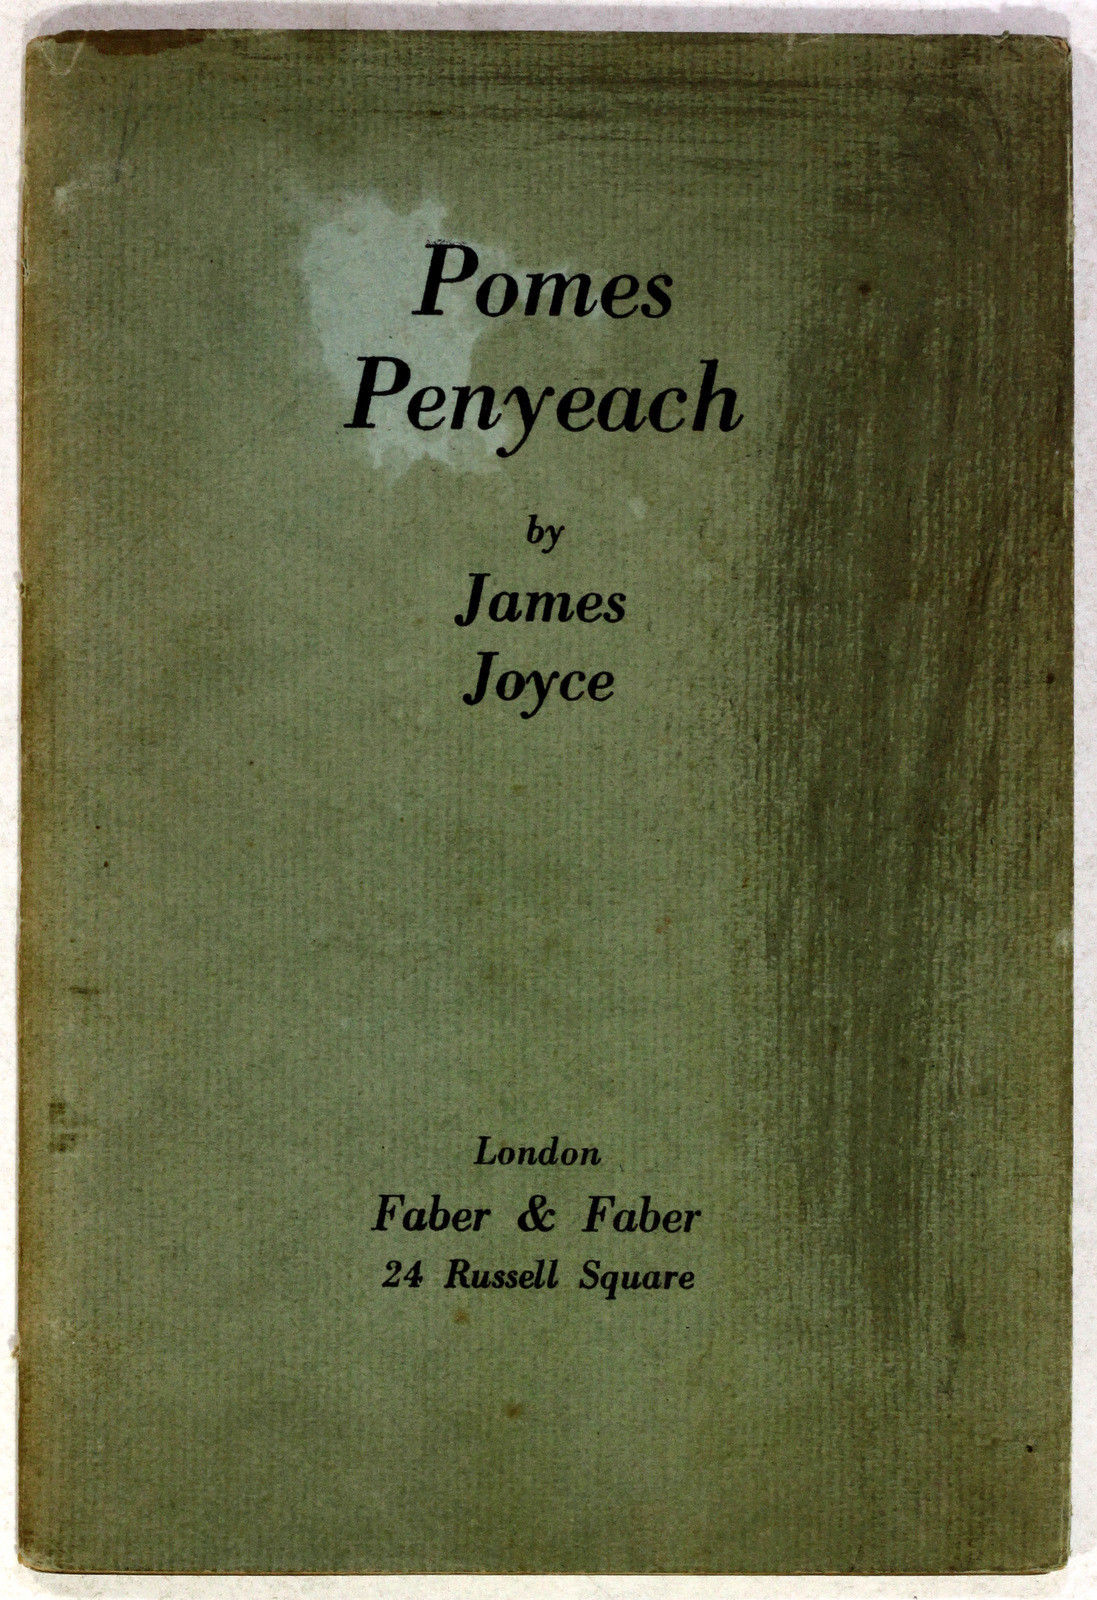 Pomes
Penyeach
by
James
Joyce
London
Faber & Faber
24 Russell Square